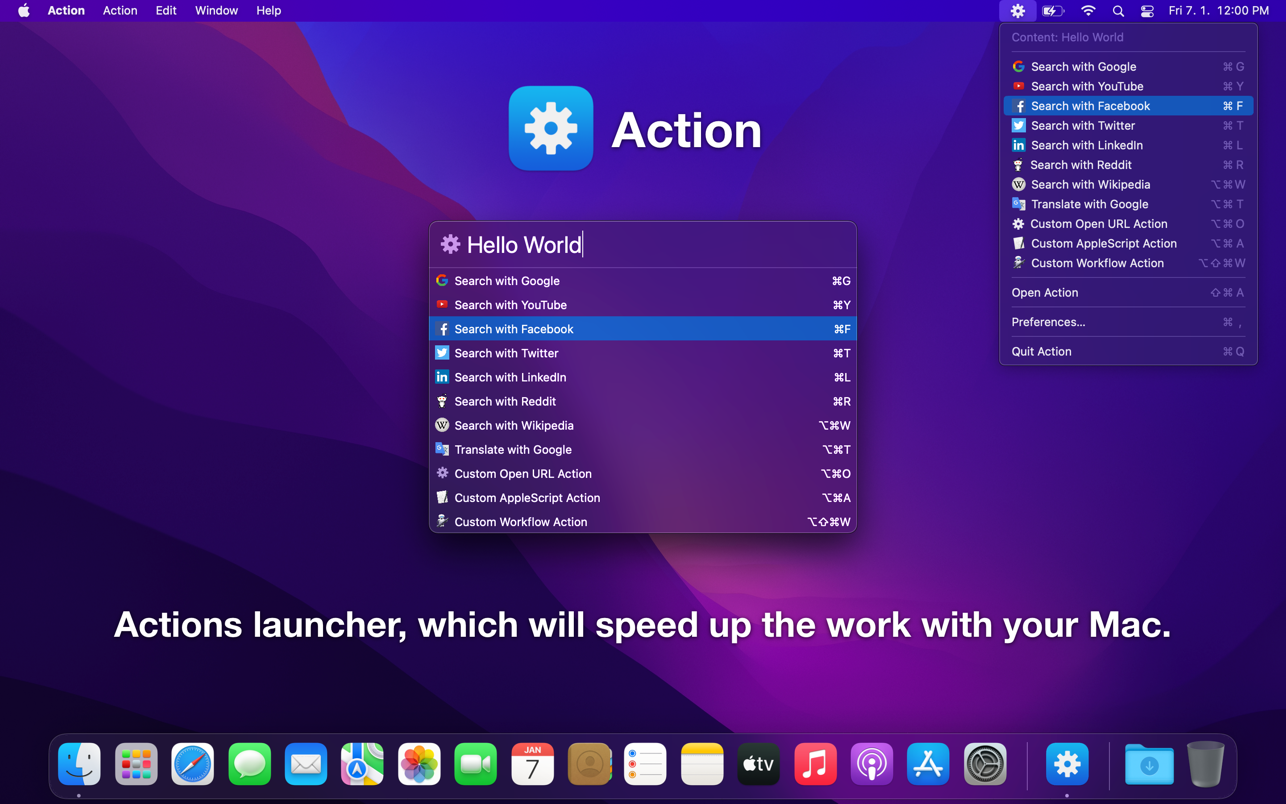 Action Action Edit Window Help Fri 7. 1. 12:00 PM
Content: Hello World
Search with Google ⌘ G
Search with YouTube ⌘ Y
Search with Facebook ⌘ F
Search with Twitter ⌘ T
Search with LinkedIn ⌘ L
Search with Reddit ⌘ R
Search with Wikipedia ⌥ ⌘ W
Translate with Google ⌥ ⌘ T
Custom Open URL Action ⌥ ⌘ O
Custom AppleScript Action ⌥ ⌘ A
Custom Workflow Action ⌥ ⇧ ⌘ W
Open Action ⇧ ⌘ A
Preferences... ⌘ ,
Quit Action ⌘ Q
Action
Hello World
Search with Google ⌘G
Search with YouTube ⌘Y
Search with Facebook ⌘F
Search with Twitter ⌘T
Search with LinkedIn ⌘L
Search with Reddit ⌘R
Search with Wikipedia ⌥⌘W
Translate with Google ⌥⌘T
Custom Open URL Action ⌥⌘O
Custom AppleScript Action ⌥⌘A
Custom Workflow Action ⌥⇧⌘W
Actions launcher, which will speed up the work with your Mac.
JAN
7
tv